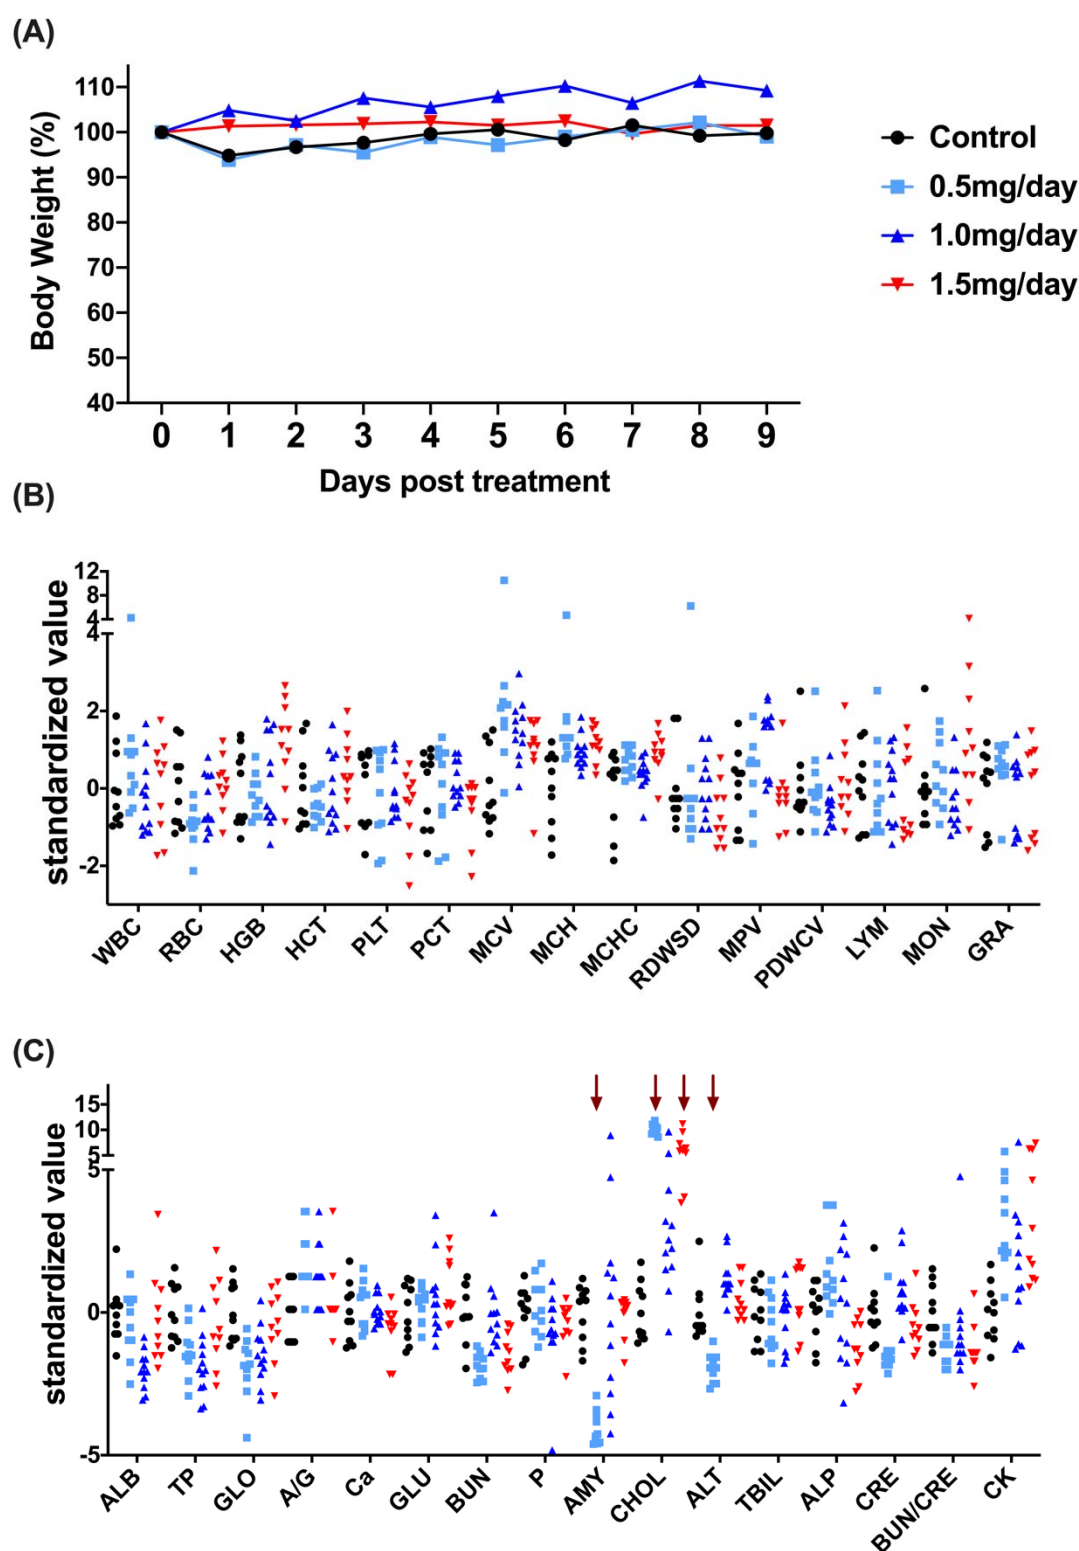 (A)
110
100
90
80
70
60
50
40
Body Weight (%)
0 1 2 3 4 5 6 7 8 9
Days post treatment
Control
0.5mg/day
1.0mg/day
1.5mg/day
(B)
12
8
4
4
2
0
-2
standardized value
WBC RBC HGB HCT PLT PCT MCV MCH MCHC RDWSD MPV PDWCV LYM MON GRA
(C)
15
10
5
5
0
-5
standardized value
ALB TP GLO A/G Ca GLU BUN P AMY CHOL ALT TBIL ALP CRE BUN/CRE CK